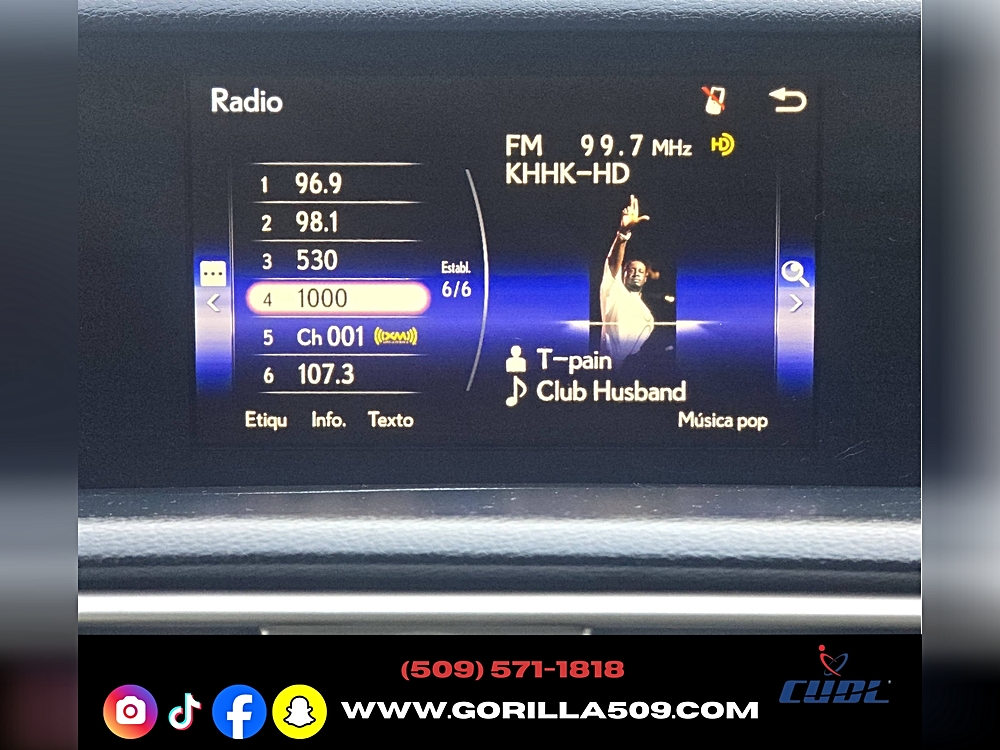 Radio
FM 99.7 MHz HD
KHHK-HD
1 96.9
2 98.1
3 530
4 1000
5 Ch 001 ((XM))
6 107.3
Establ.
6/6
T-pain
Club Husband
Etiqu Info. Texto
Música pop
(509) 571-1818
WWW.GORILLA509.COM
CUDL